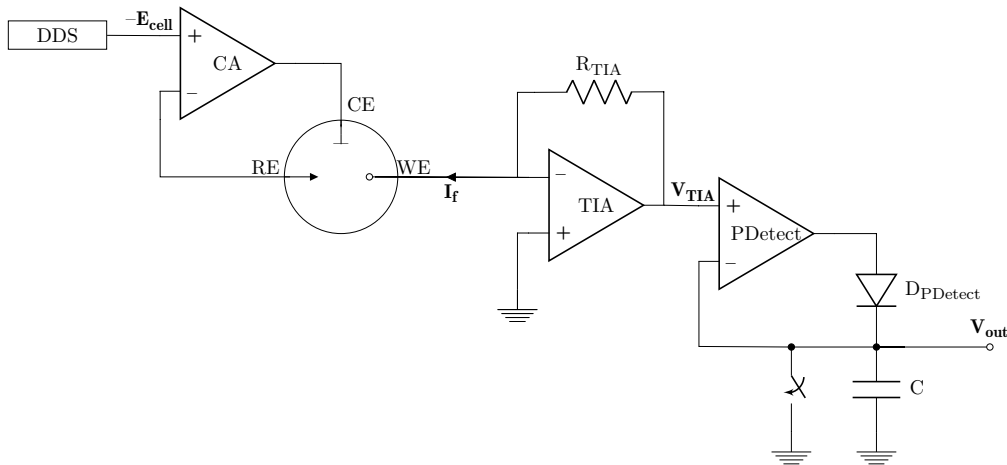 DDS
–E_cell
+
CA
−
CE
RE
WE
I_f
R_TIA
−
TIA
+
V_TIA
+
PDetect
−
D_PDetect
V_out
C